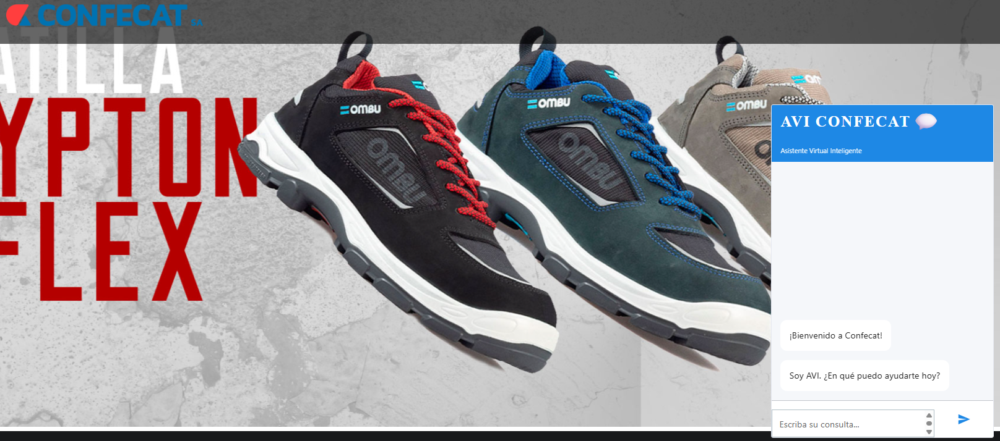 CONFECAT SA
ATILLA
YPTON
FLEX
OMBU
OMBU
OMBU
OMBU
OMBU
AVI CONFECAT
Asistente Virtual Inteligente
¡Bienvenido a Confecat!
Soy AVI. ¿En qué puedo ayudarte hoy?
Escriba su consulta...